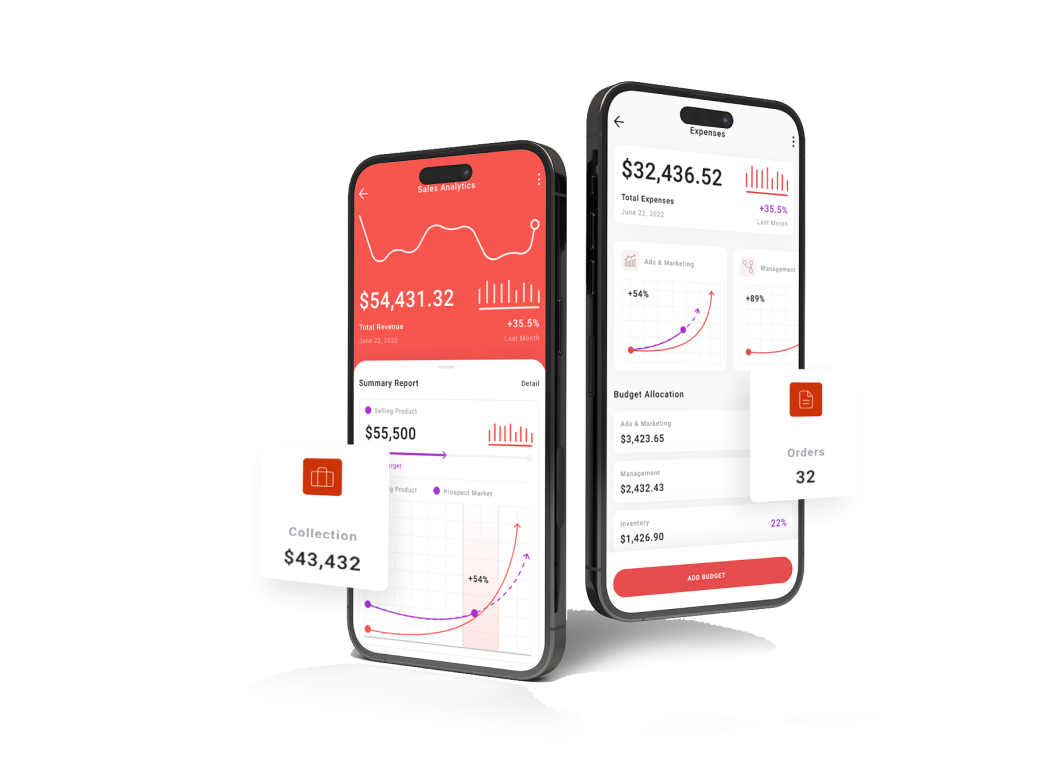 Sales Analytics
$54,431.32
Total Revenue
June 22, 2022
+35.5%
Last Month
Summary Report
Detail
Selling Product
$55,500
Product
Prospect Market
+54%
Collection
$43,432
Expenses
$32,436.52
Total Expenses
June 22, 2022
+35.5%
Last Month
Ads & Marketing
+54%
Management
+89%
Budget Allocation
Ads & Marketing
$3,423.65
Management
$2,432.43
Inventory
$1,426.90
22%
ADD BUDGET
Orders
32